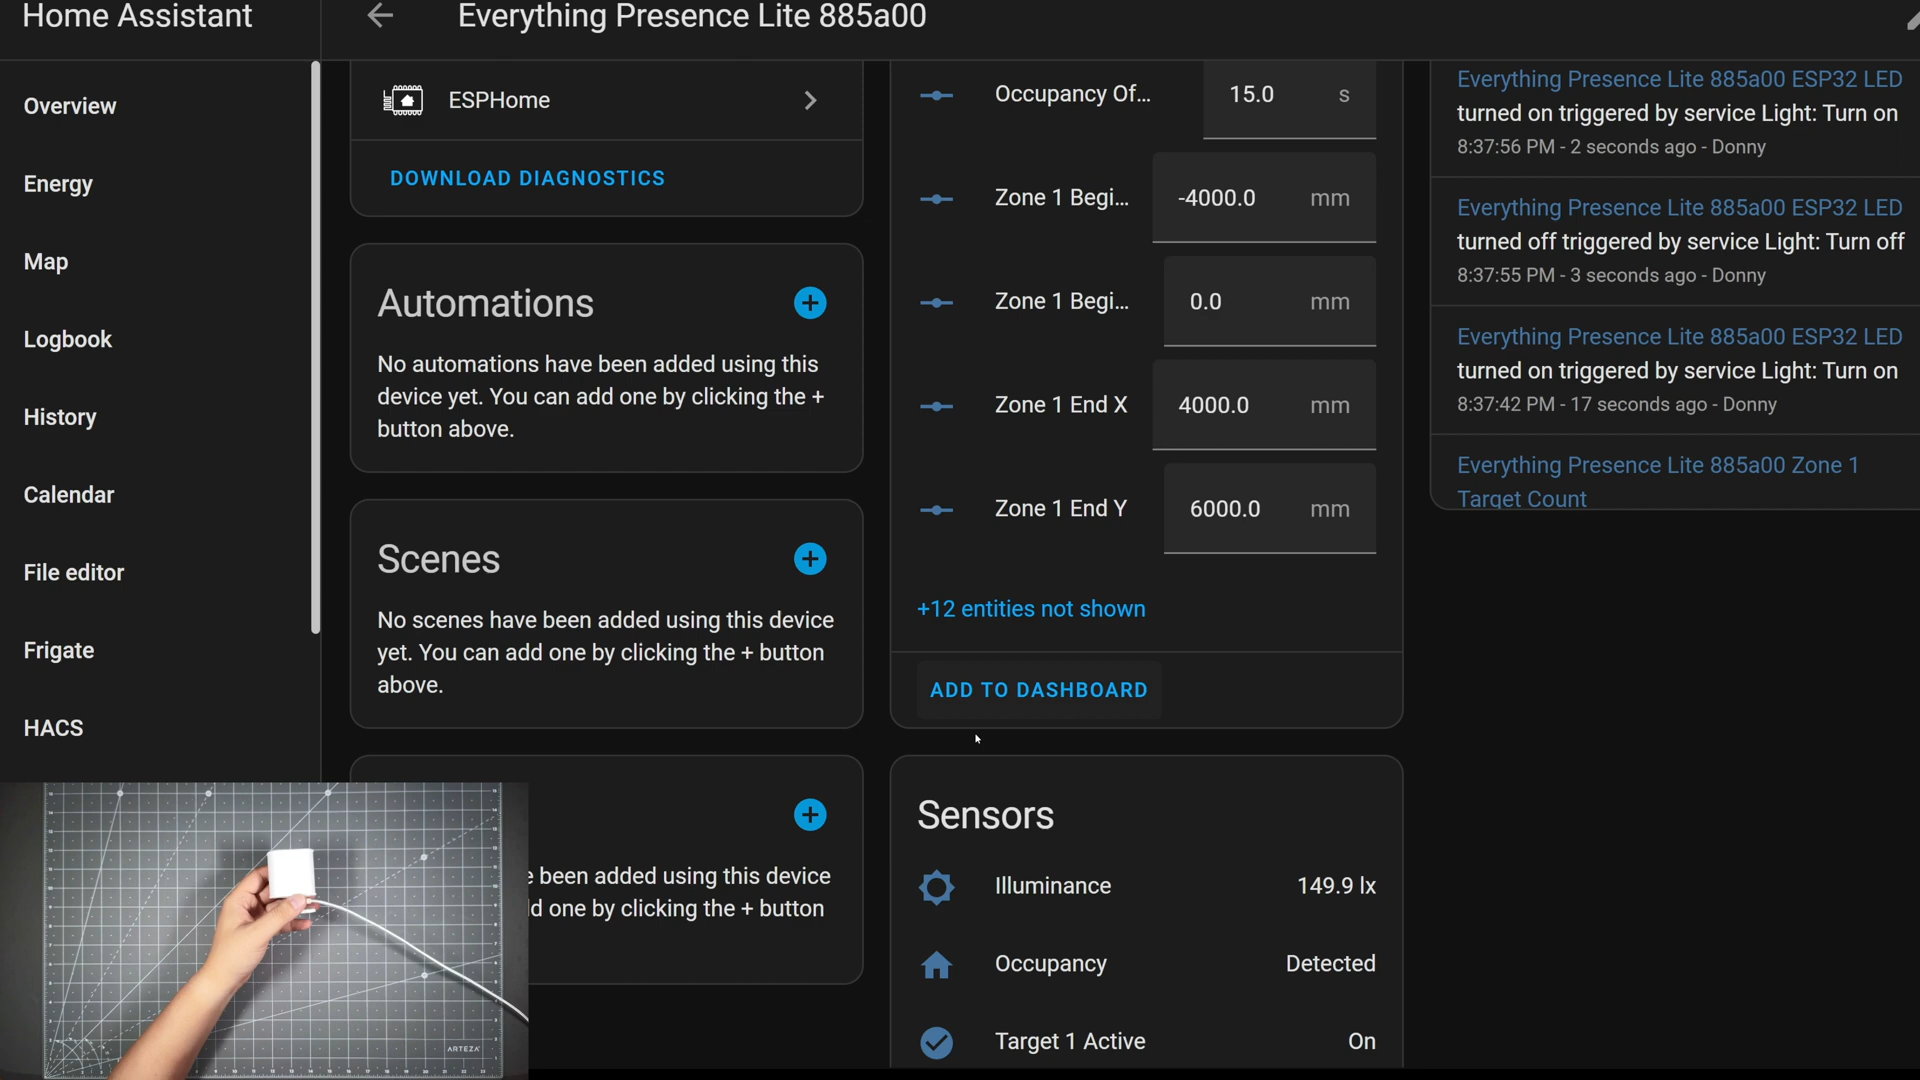 Home Assistant
Everything Presence Lite 885a00
Overview
Energy
Map
Logbook
History
Calendar
File editor
Frigate
HACS
ESPHome
DOWNLOAD DIAGNOSTICS
Automations
No automations have been added using this
device yet. You can add one by clicking the +
button above.
Scenes
No scenes have been added using this device
yet. You can add one by clicking the + button
above.
been added using this device
d one by clicking the + button
Occupancy Of... 15.0 s
Zone 1 Begi... -4000.0 mm
Zone 1 Begi... 0.0 mm
Zone 1 End X 4000.0 mm
Zone 1 End Y 6000.0 mm
+12 entities not shown
ADD TO DASHBOARD
Sensors
Illuminance 149.9 lx
Occupancy Detected
Target 1 Active On
Everything Presence Lite 885a00 ESP32 LED
turned on triggered by service Light: Turn on
8:37:56 PM - 2 seconds ago - Donny
Everything Presence Lite 885a00 ESP32 LED
turned off triggered by service Light: Turn off
8:37:55 PM - 3 seconds ago - Donny
Everything Presence Lite 885a00 ESP32 LED
turned on triggered by service Light: Turn on
8:37:42 PM - 17 seconds ago - Donny
Everything Presence Lite 885a00 Zone 1
Target Count
ARTEZA